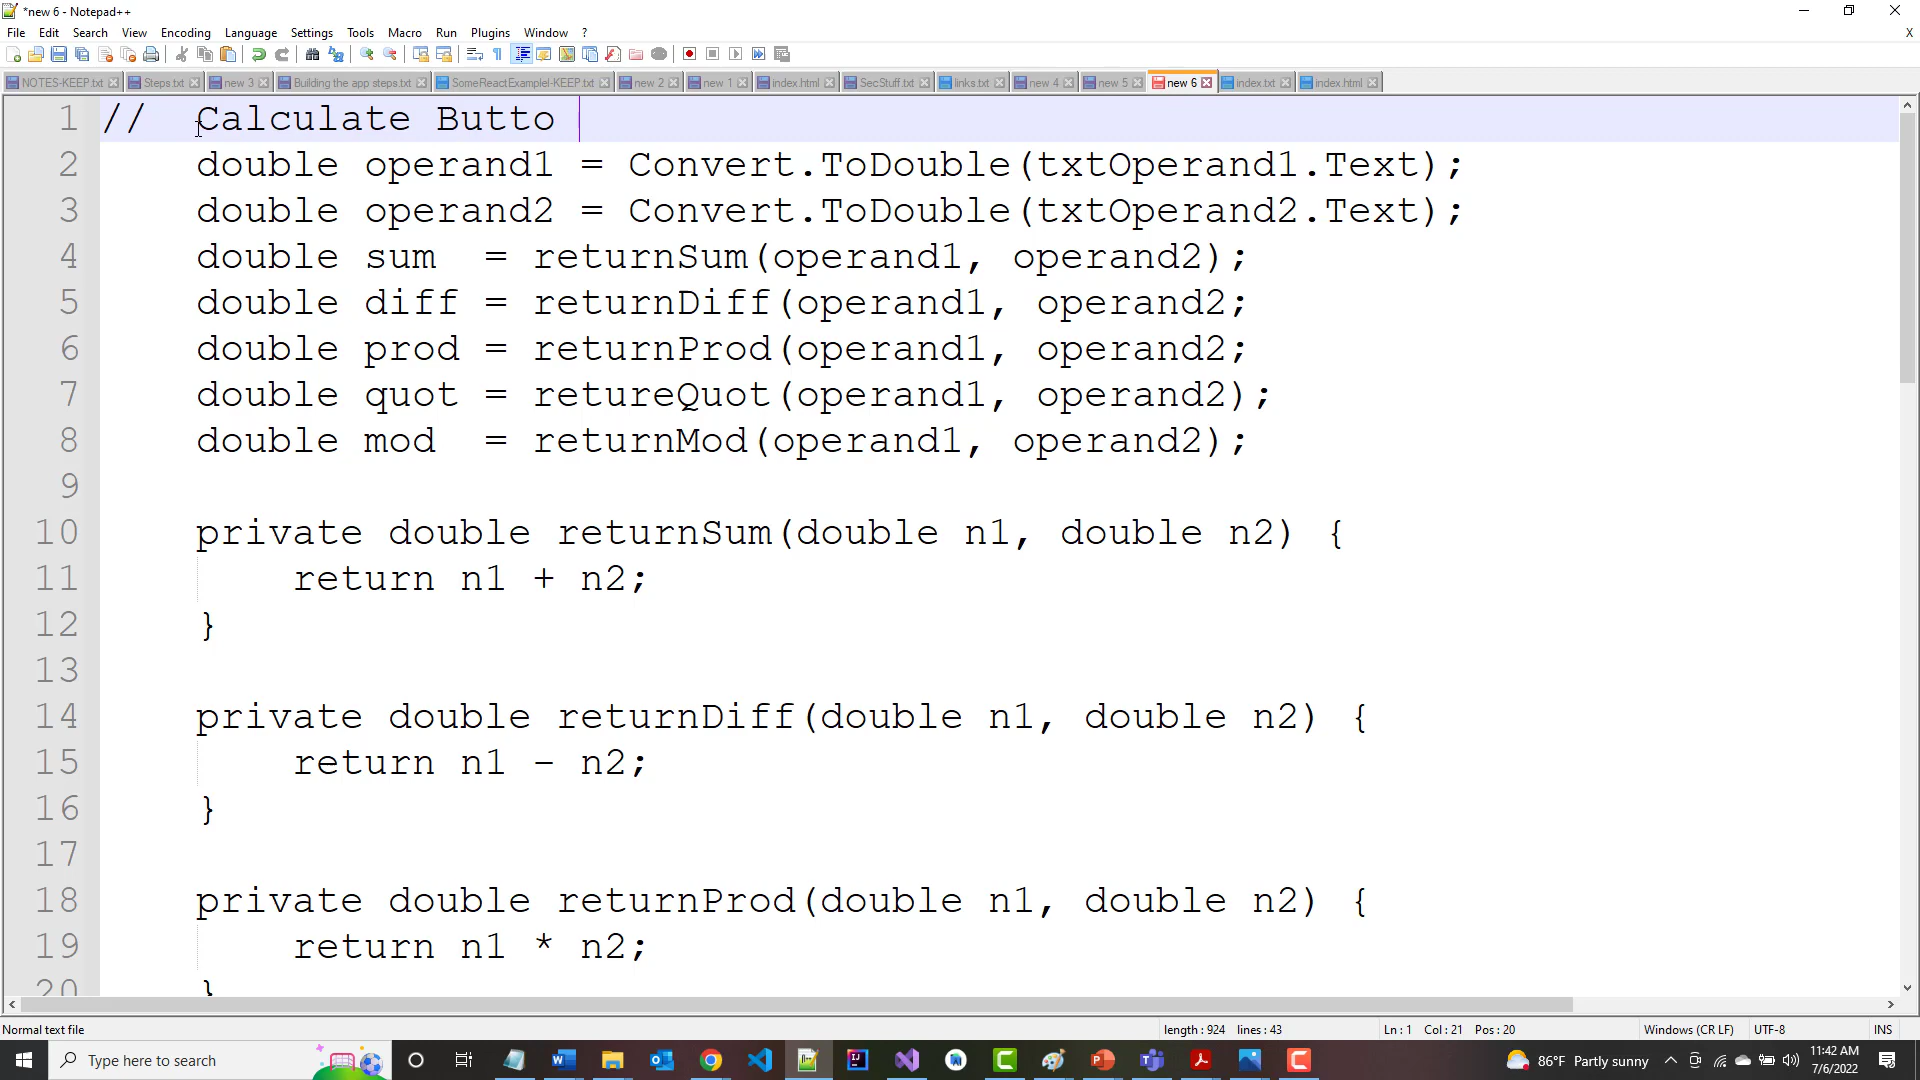 *new 6 - Notepad++
File Edit Search View Encoding Language Settings Tools Macro Run Plugins Window ? X
NOTES-KEEP.txt Steps.txt new 3 Building the app steps.txt SomeReactExamplel-KEEP.txt new 2 new 1 index.html SecStuff.txt links.txt new 4 new 5 new 6 index.txt index.html
1 // Calculate Butto
2 double operand1 = Convert.ToDouble(txtOperand1.Text);
3 double operand2 = Convert.ToDouble(txtOperand2.Text);
4 double sum  = returnSum(operand1, operand2);
5 double diff = returnDiff(operand1, operand2;
6 double prod = returnProd(operand1, operand2;
7 double quot = retureQuot(operand1, operand2);
8 double mod  = returnMod(operand1, operand2);
9
10 private double returnSum(double n1, double n2) {
11 return n1 + n2;
12 }
13
14 private double returnDiff(double n1, double n2) {
15 return n1 - n2;
16 }
17
18 private double returnProd(double n1, double n2) {
19 return n1 * n2;
20 }
Normal text file length : 924 lines : 43 Ln : 1 Col : 21 Pos : 20 Windows (CR LF) UTF-8 INS
Type here to search 86°F Partly sunny 11:42 AM
7/6/2022